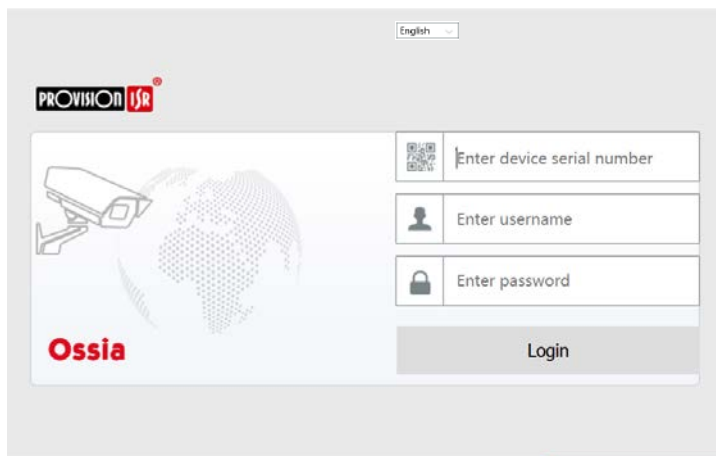 English
PROVISION ISR®
Enter device serial number
Enter username
Enter password
Ossia
Login